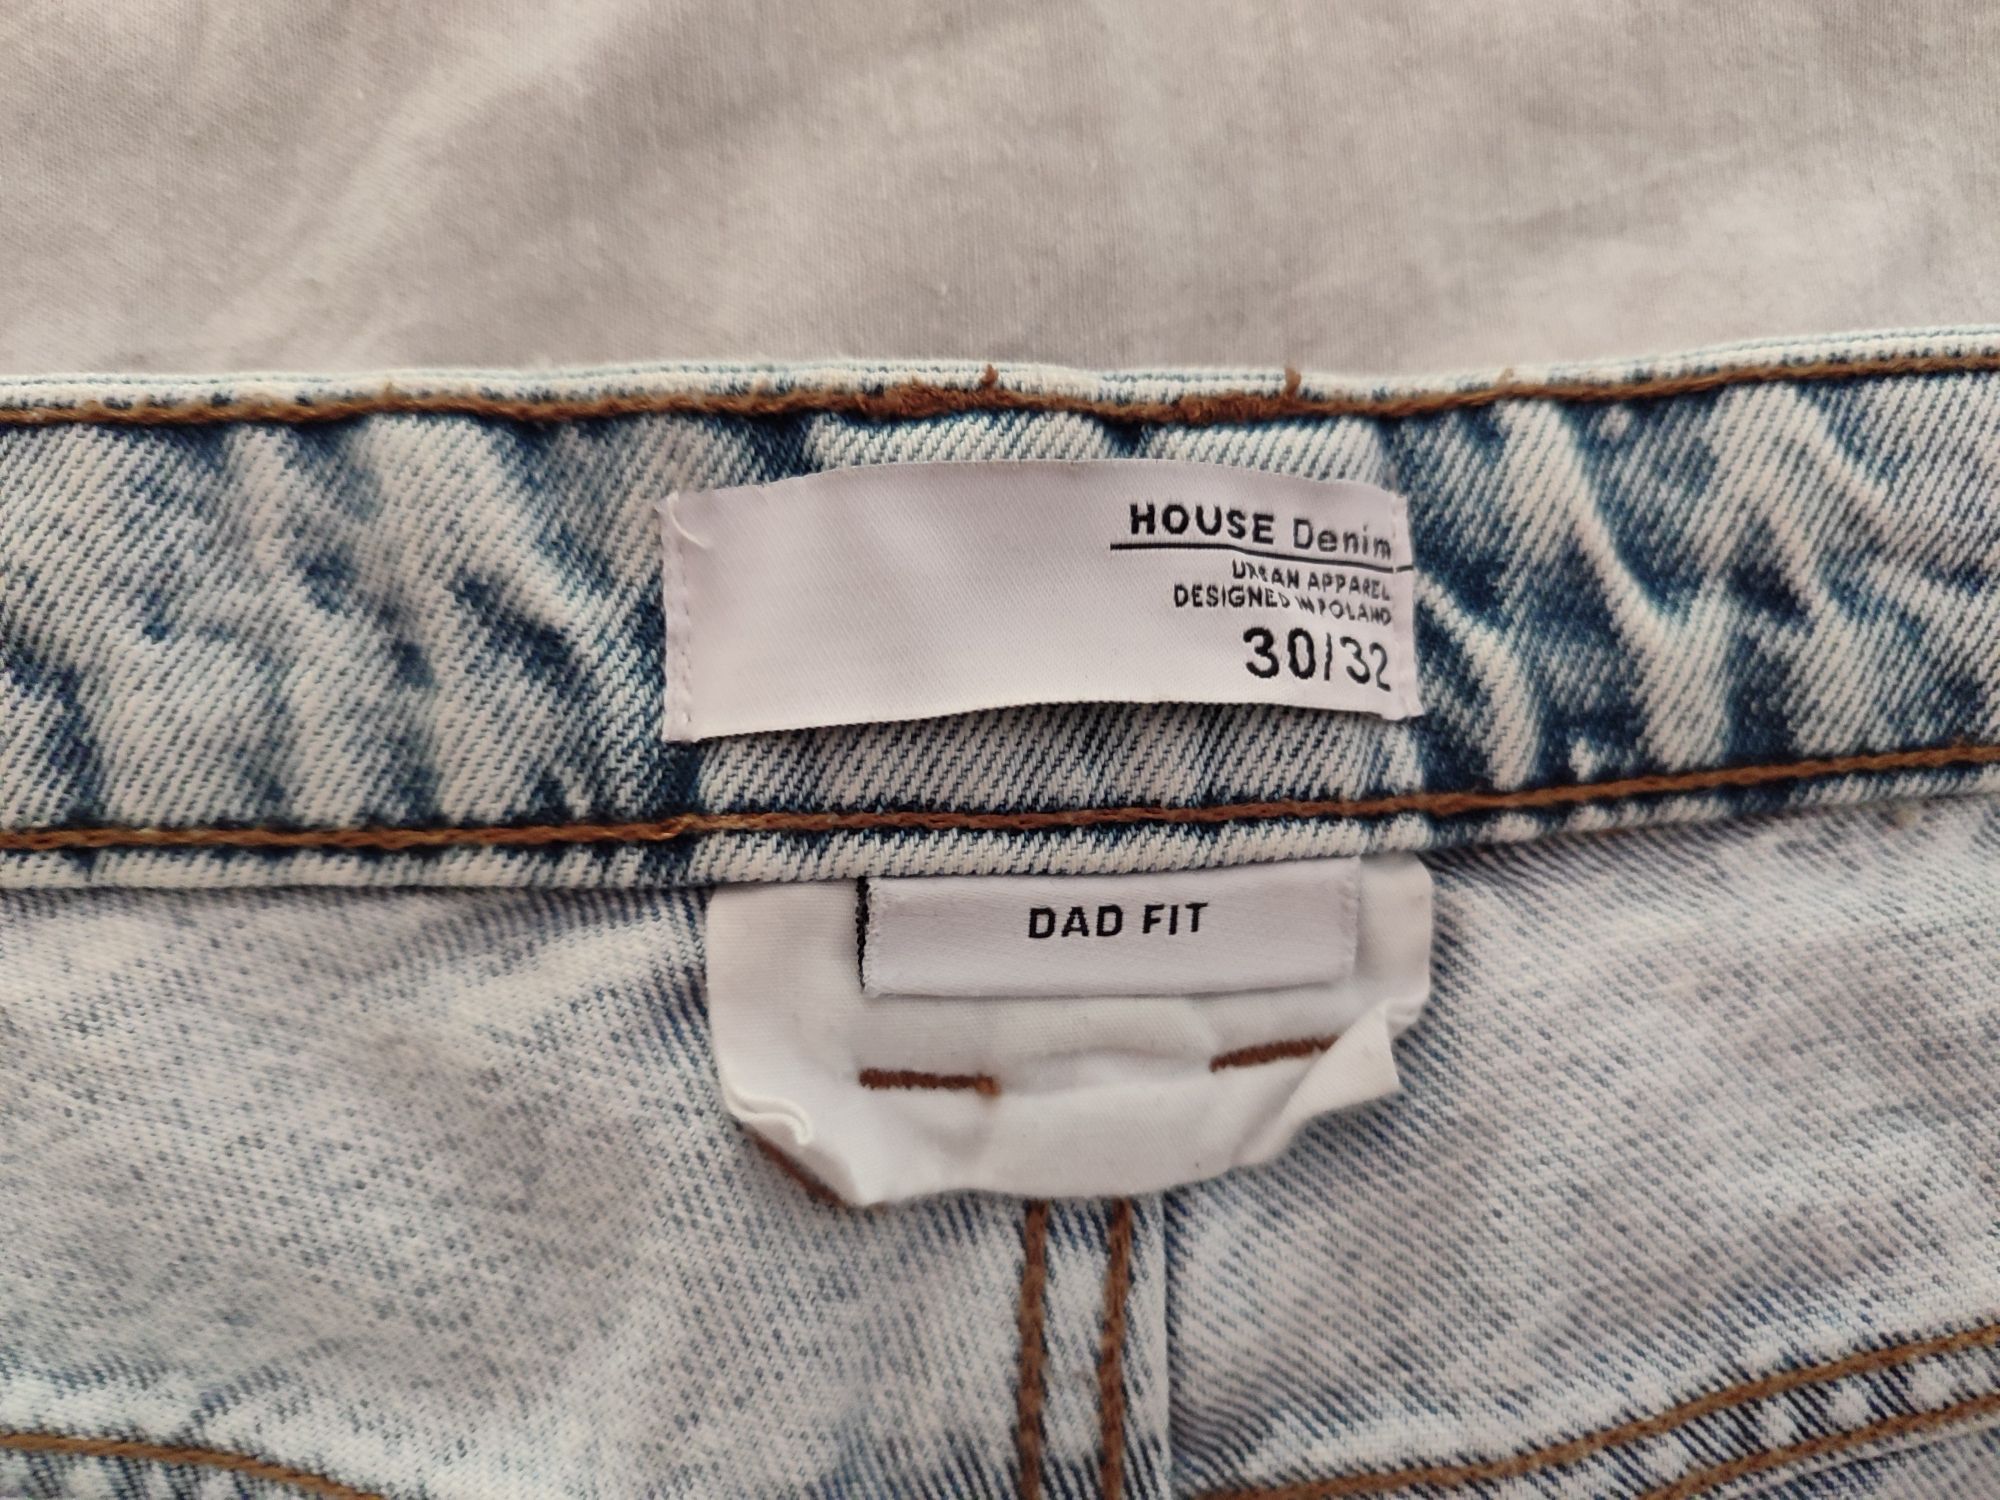 HOUSE Denim
URBAN APPAREL
DESIGNED IN POLAND
30/32
DAD FIT